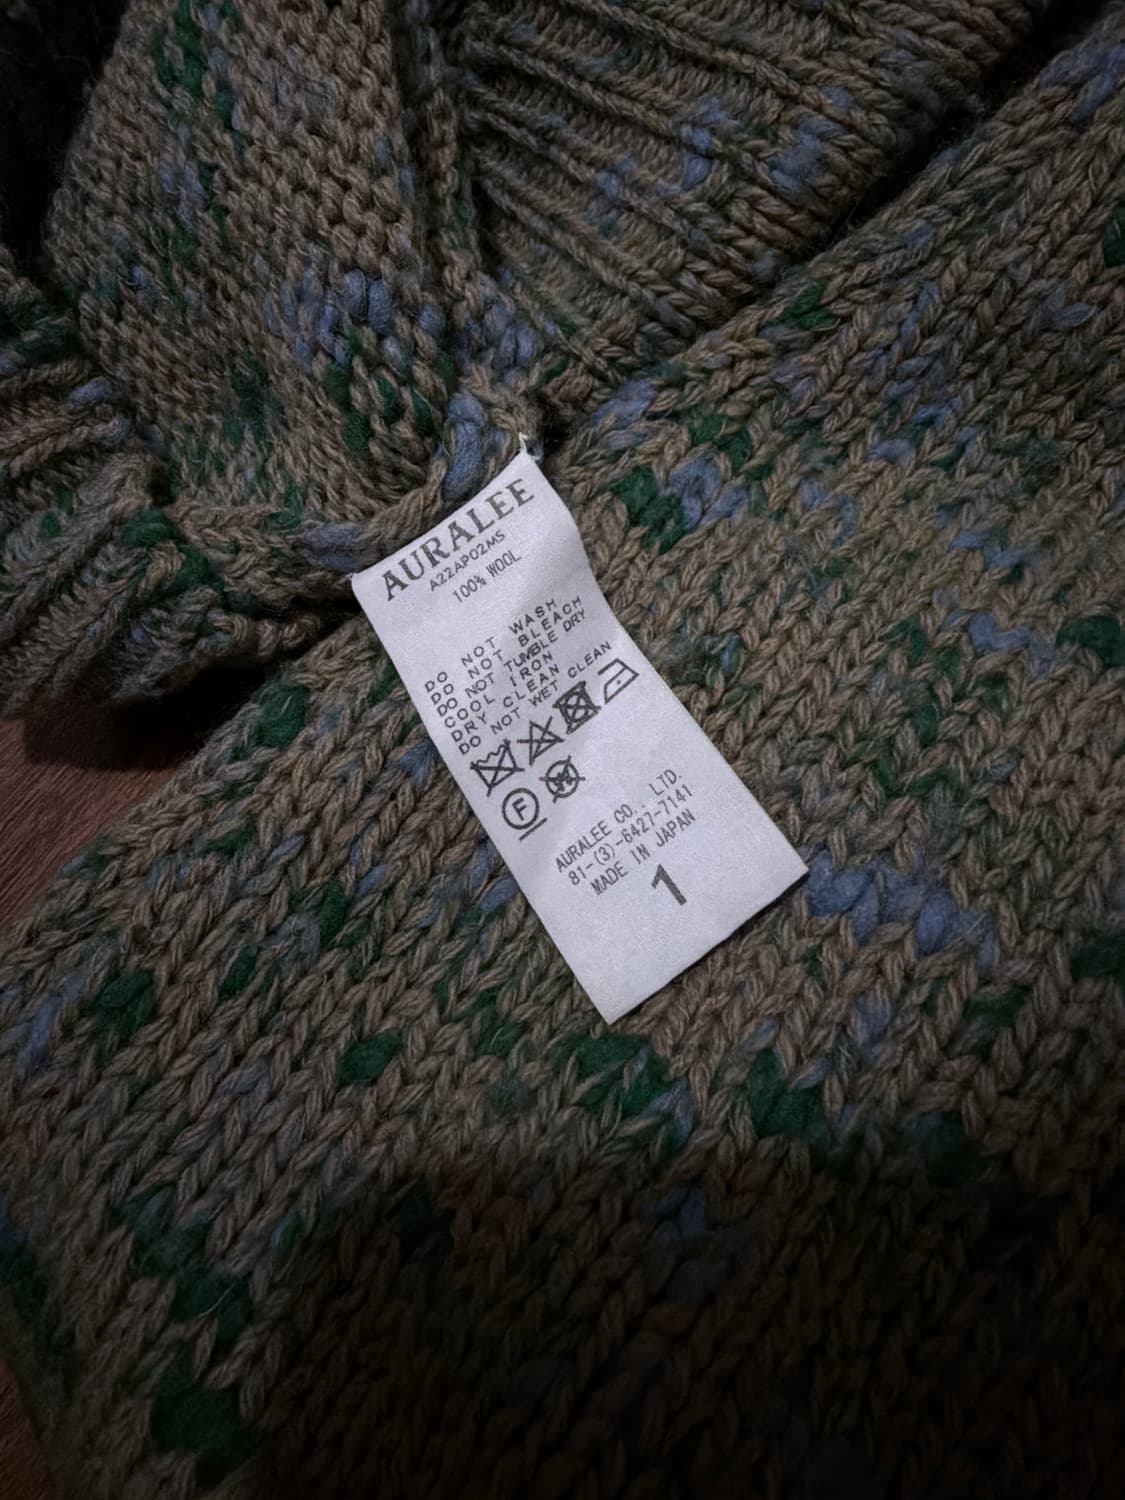 AURALEE
A22AP02MS
100% WOOL
DO NOT WASH
DO NOT BLEACH
DO NOT TUMBLE DRY
COOL IRON
DRY CLEAN
DO NOT WET CLEAN
F
W
AURALEE CO., LTD.
81-(3)-6427-7141
MADE IN JAPAN
1